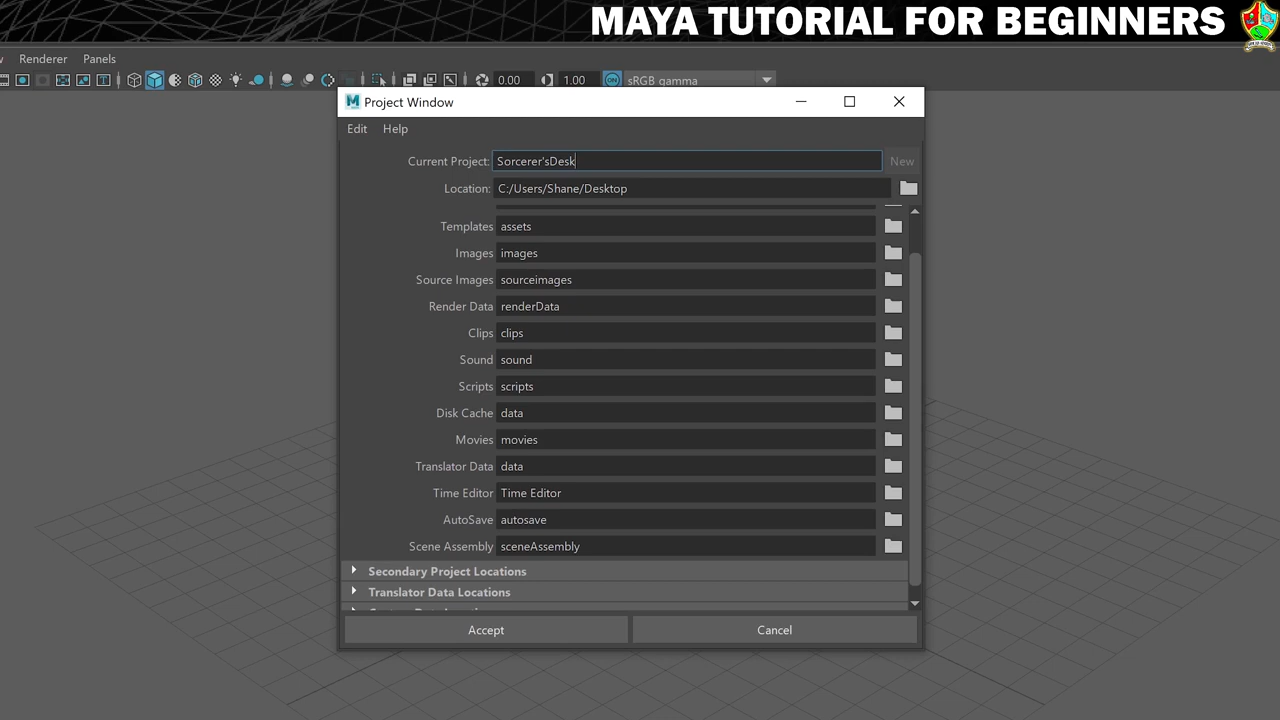 MAYA TUTORIAL FOR BEGINNERS
Renderer Panels
0.00 1.00 ON sRGB gamma
Project Window
Edit Help
Current Project: Sorcerer'sDesk New
Location: C:/Users/Shane/Desktop
Templates assets
Images images
Source Images sourceimages
Render Data renderData
Clips clips
Sound sound
Scripts scripts
Disk Cache data
Movies movies
Translator Data data
Time Editor Time Editor
AutoSave autosave
Scene Assembly sceneAssembly
Secondary Project Locations
Translator Data Locations
Accept Cancel